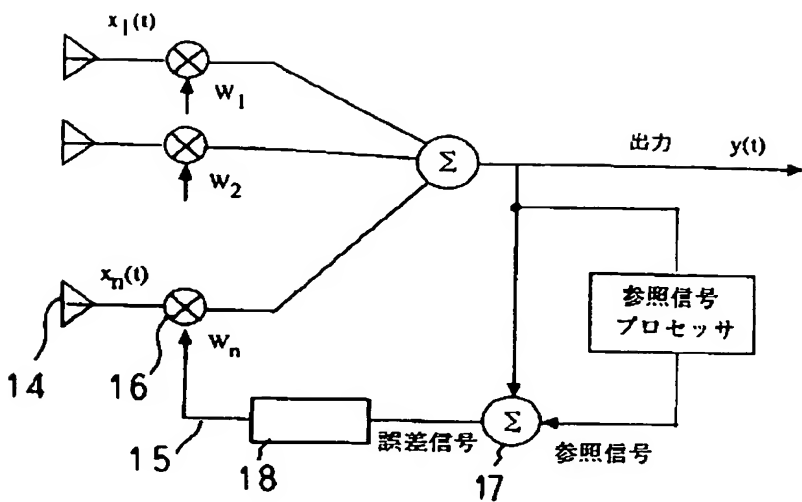 x1(t)
W1
W2
Σ
出力 y(t)
xn(t)
参照信号
プロセッサ
14
16
Wn
Σ
15
18
誤差信号
17
参照信号